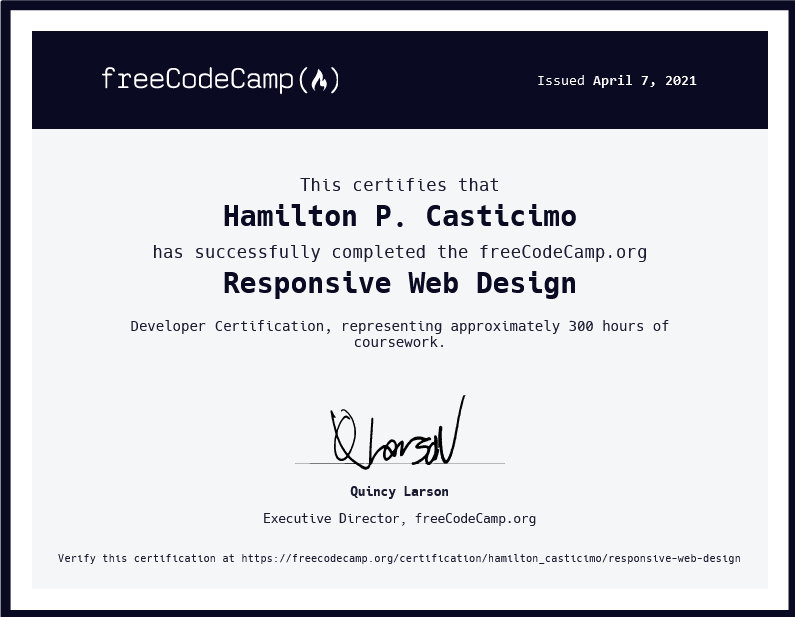 freeCodeCamp(🔥)
Issued April 7, 2021
This certifies that
Hamilton P. Casticimo
has successfully completed the freeCodeCamp.org
Responsive Web Design
Developer Certification, representing approximately 300 hours of
coursework.
Q Larson
Quincy Larson
Executive Director, freeCodeCamp.org
Verify this certification at https://freecodecamp.org/certification/hamilton_casticimo/responsive-web-design